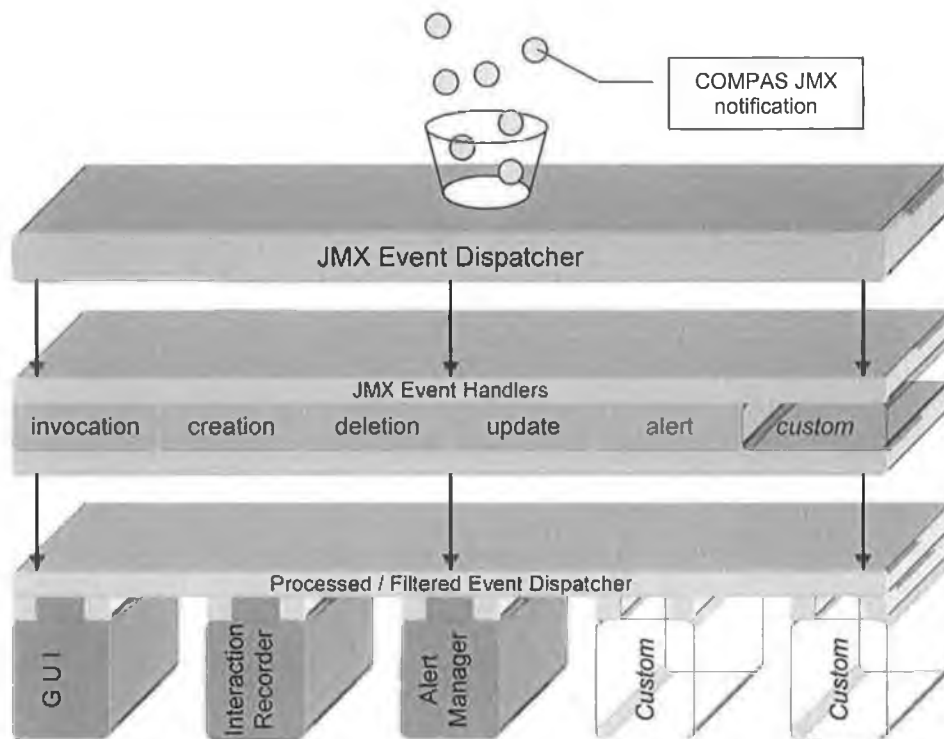 COMPAS JMX
notification
JMX Event Dispatcher
JMX Event Handlers
invocation creation deletion update alert custom
Processed / Filtered Event Dispatcher
G U I
Interaction
Recorder
Alert
Manager
Custom
Custom